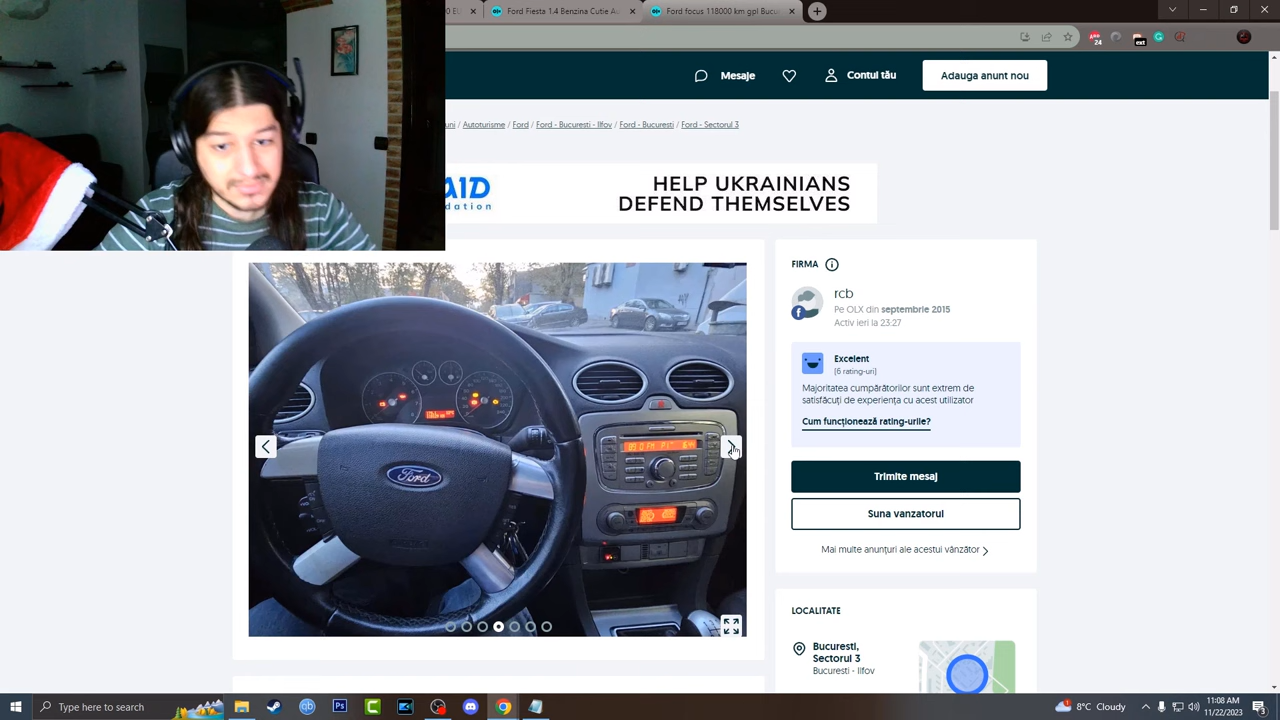 Ford Fiesta 1.4 Benzina Cutie A
Ford focus 118000 km gpl Bucur
24
ext
Mesaje
Contul tău
Adauga anunt nou
/ Autoturisme / Ford / Ford - Bucuresti - Ilfov / Ford - Bucuresti / Ford - Sectorul 3
HELP UKRAINIANS
DEFEND THEMSELVES
FIRMA
rcb
Pe OLX din septembrie 2015
Activ ieri la 23:27
Excelent
(6 rating-uri)
Majoritatea cumpărătorilor sunt extrem de
satisfăcuți de experiența cu acest utilizator
Cum funcționează rating-urile?
Ford
Trimite mesaj
Suna vanzatorul
Mai multe anunțuri ale acestui vânzător
LOCALITATE
Bucuresti,
Sectorul 3
Bucuresti - Ilfov
Type here to search
8°C Cloudy
11:08 AM
11/22/2023